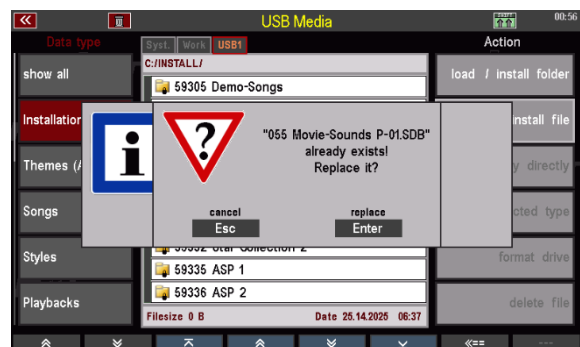 USB Media
00:56
Data type
Syst. Work USB1
Action
C:/INSTALL/
show all
59305 Demo-Songs
load / install folder
Installation
install file
"055 Movie-Sounds P-01.SDB"
already exists!
Replace it?
Themes (A
directly
Songs
cancel
replace
Esc
Enter
type
Styles
format drive
59335 ASP 1
59336 ASP 2
Playbacks
delete file
Filesize 0 B
Date 25.14.2025 06:37